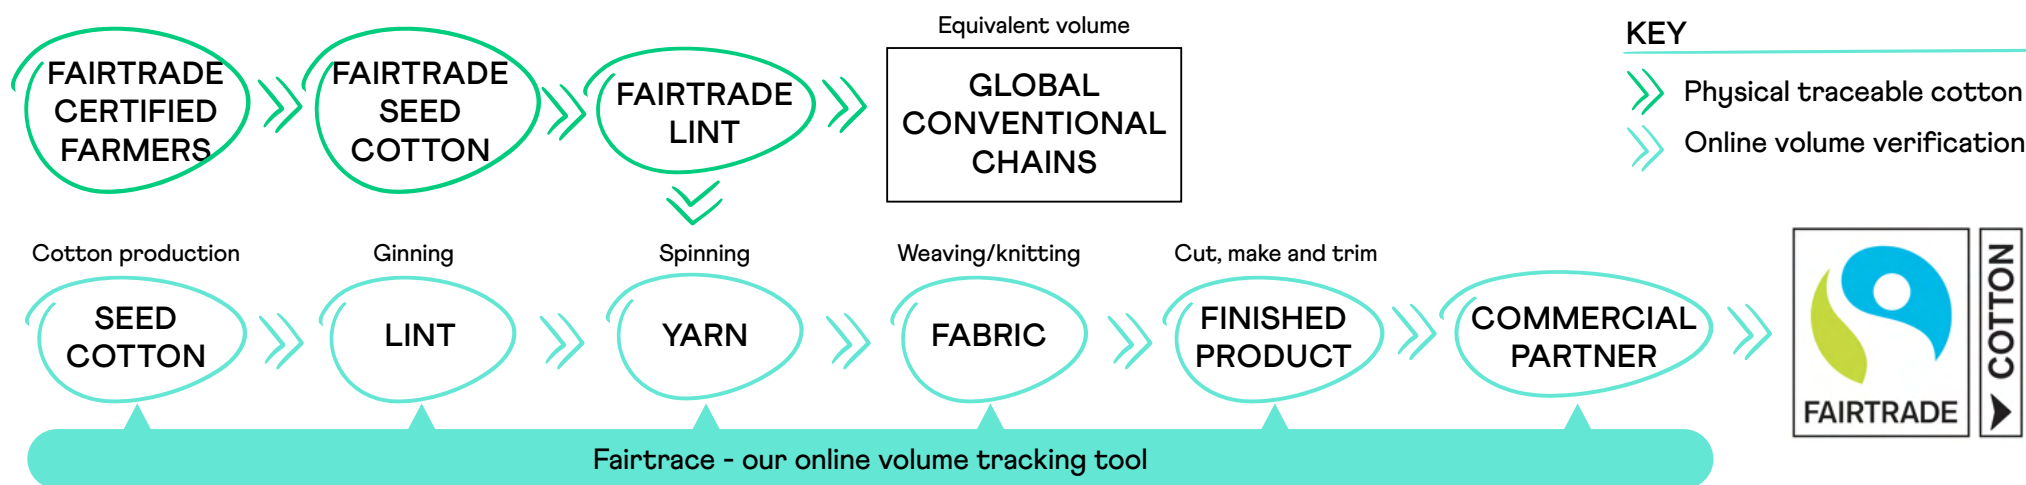 Equivalent volume
FAIRTRADE
CERTIFIED
FARMERS
FAIRTRADE
SEED
COTTON
FAIRTRADE
LINT
GLOBAL
CONVENTIONAL
CHAINS
KEY
Physical traceable cotton
Online volume verification
Cotton production
Ginning
Spinning
Weaving/knitting
Cut, make and trim
SEED
COTTON
LINT
YARN
FABRIC
FINISHED
PRODUCT
COMMERCIAL
PARTNER
FAIRTRADE
COTTON
Fairtrace - our online volume tracking tool